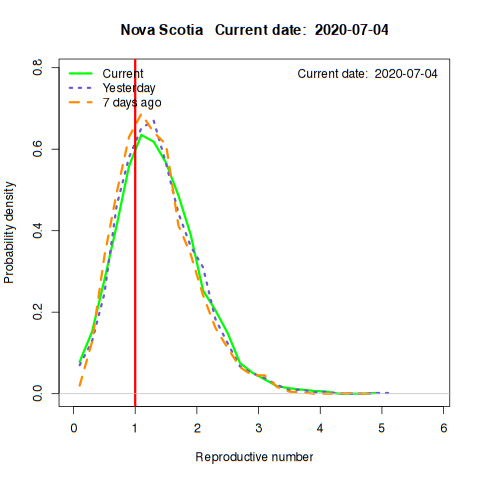 Nova Scotia Current date: 2020-07-04
Current
Current date: 2020-07-04
Yesterday
7 days ago
Probability density
0.8
0.6
0.4
0.2
0.0
0 1 2 3 4 5 6
Reproductive number